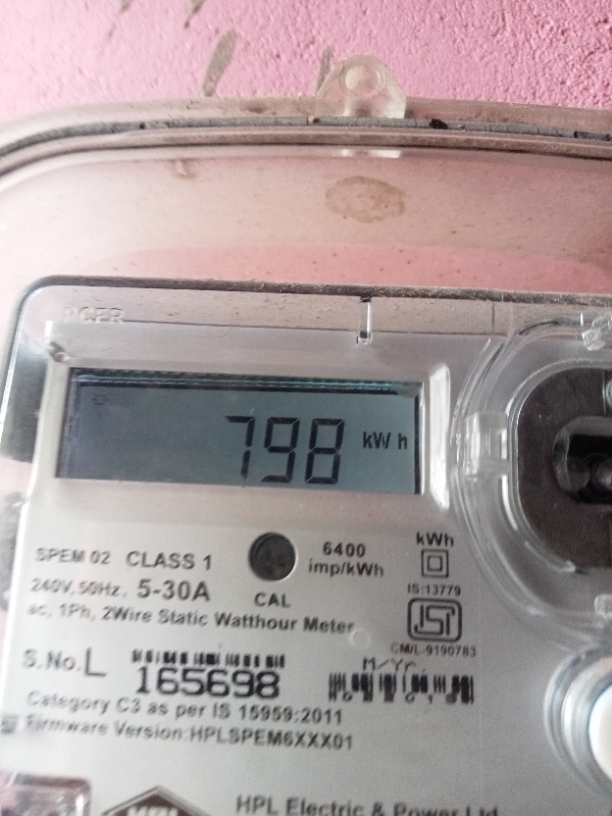 798 kWh
SPEM 02 CLASS 1
6400
imp/kWh
kWh
240V, 50Hz, 5-30A
CAL
IS:13779
ac, 1Ph, 2Wire Static Watthour Meter
ISI
CM/L-9190783
S.No.L
165698
M/Yr.
Category C3 as per IS 15959:2011
Firmware Version:HPLSPEM6XXX01
HPL Electric & Power Ltd